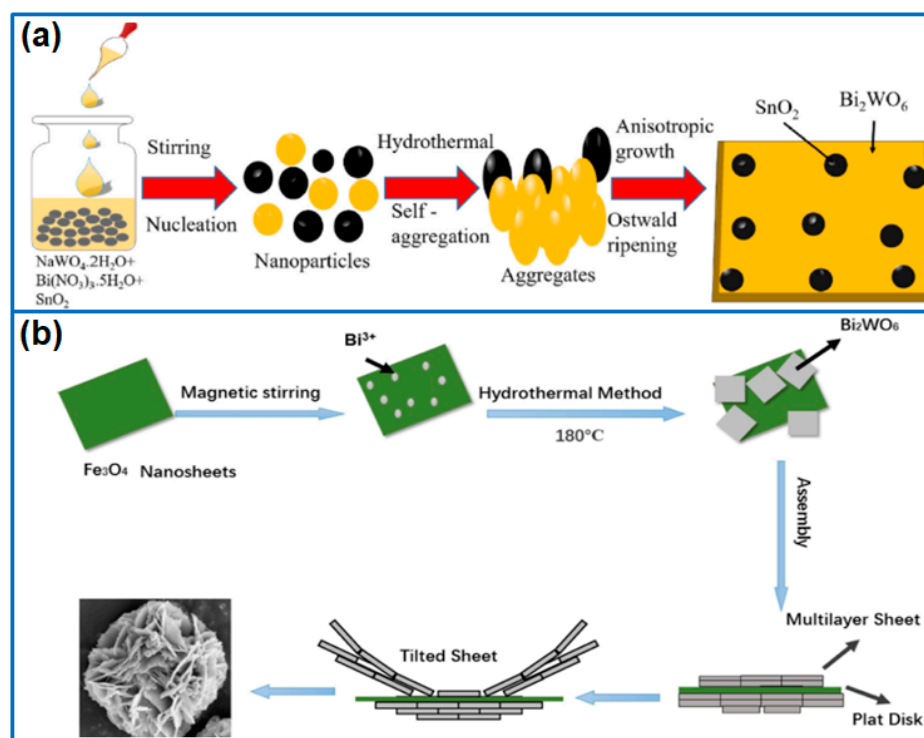 (a)
Stirring
Nucleation
NaWO₄.2H₂O+
Bi(NO₃)₃.5H₂O+
SnO₂
Nanoparticles
Hydrothermal
Self -
aggregation
Aggregates
Anisotropic
growth
Ostwald
ripening
SnO₂
Bi₂WO₆
(b)
Fe₃O₄ Nanosheets
Magnetic stirring
Bi³⁺
Hydrothermal Method
180°C
Bi₂WO₆
Assembly
Multilayer Sheet
Plat Disk
Tilted Sheet